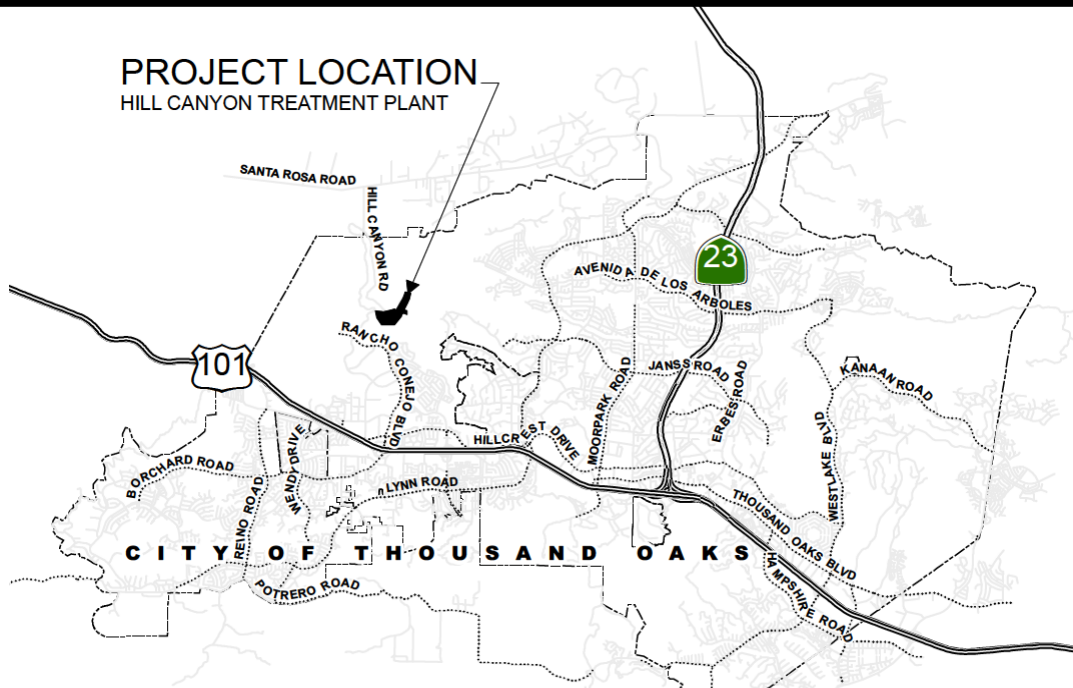 PROJECT LOCATION
HILL CANYON TREATMENT PLANT
SANTA ROSA ROAD
HILL CANYON RD
23
AVENIDA DE LOS ARBOLES
RANCHO CONEJO BLVD
101
JANSS ROAD
KANAAN ROAD
MOORPARK ROAD
ERBES ROAD
HILLCREST DRIVE
WESTLAKE BLVD
WENDY DRIVE
BORCHARD ROAD
LYNN ROAD
REINO ROAD
THOUSAND OAKS BLVD
CITY OF THOUSAND OAKS
POTRERO ROAD
HAMPSHIRE ROAD